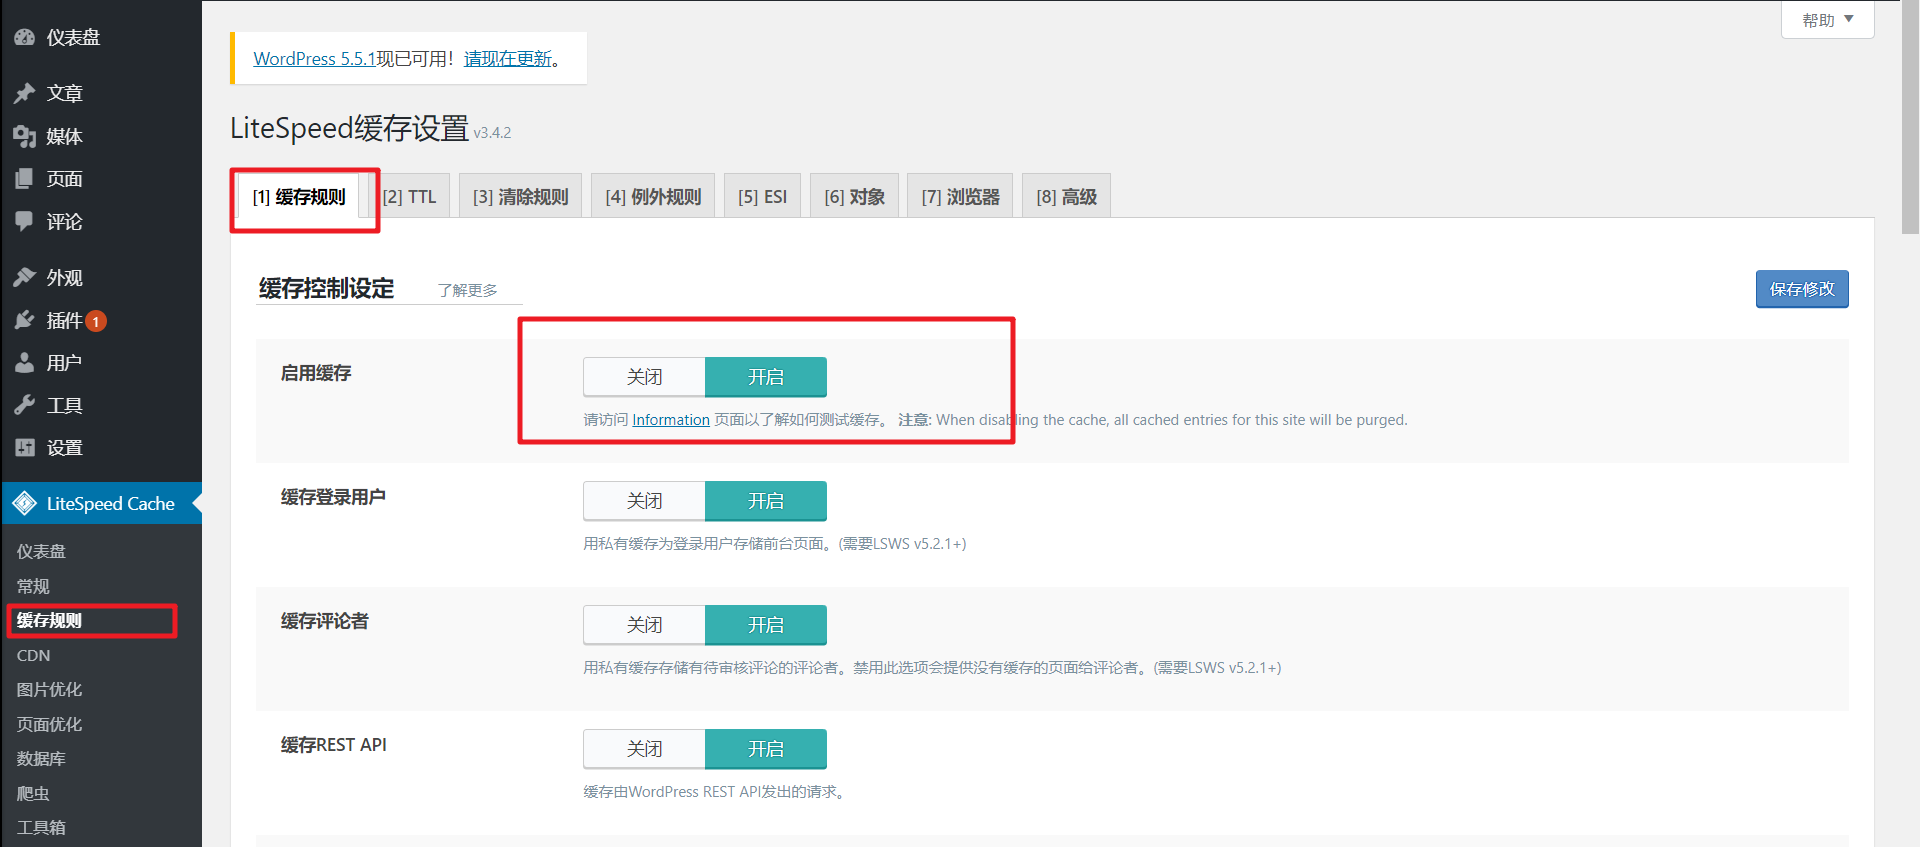 仪表盘
文章
媒体
页面
评论
外观
插件 1
用户
工具
设置
LiteSpeed Cache
仪表盘
常规
缓存规则
CDN
图片优化
页面优化
数据库
爬虫
工具箱
帮助
WordPress 5.5.1现已可用！请现在更新。
LiteSpeed缓存设置 v3.4.2
[1] 缓存规则 [2] TTL [3] 清除规则 [4] 例外规则 [5] ESI [6] 对象 [7] 浏览器 [8] 高级
缓存控制设定 了解更多 保存修改
启用缓存 关闭 开启
请访问 Information 页面以了解如何测试缓存。 注意: When disabling the cache, all cached entries for this site will be purged.
缓存登录用户 关闭 开启
用私有缓存为登录用户存储前台页面。(需要LSWS v5.2.1+)
缓存评论者 关闭 开启
用私有缓存存储有待审核评论的评论者。禁用此选项会提供没有缓存的页面给评论者。(需要LSWS v5.2.1+)
缓存REST API 关闭 开启
缓存由WordPress REST API发出的请求。